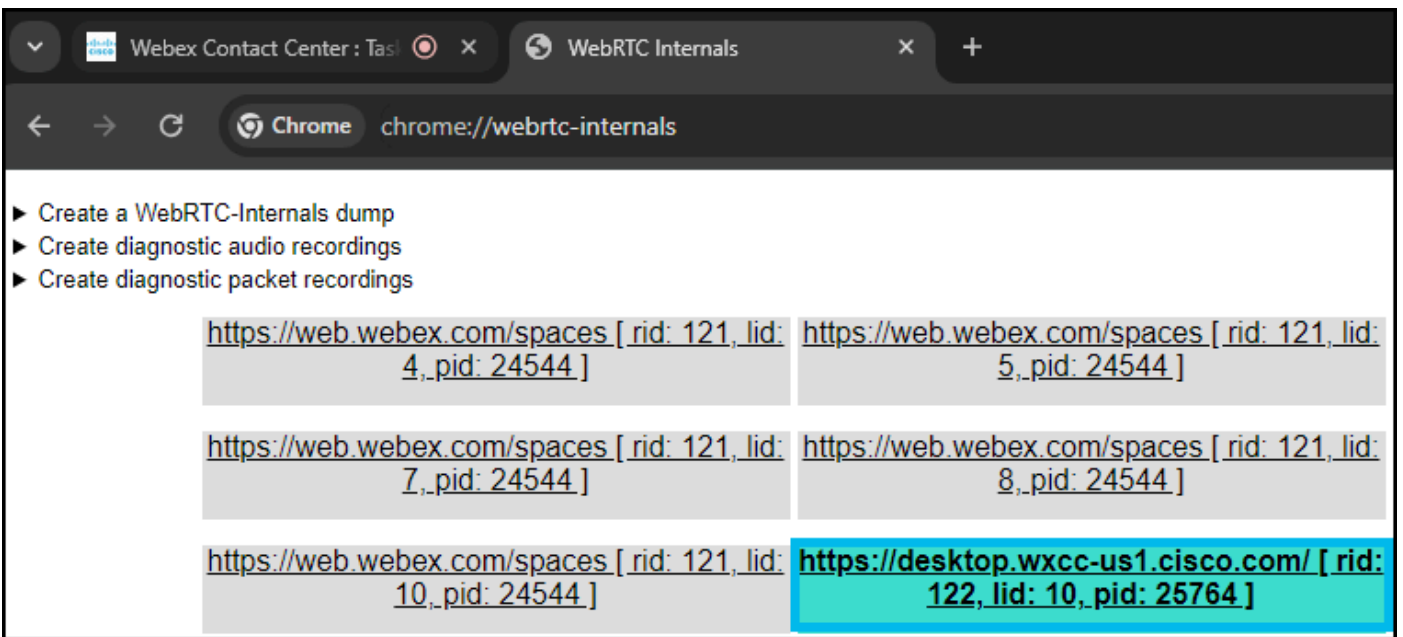 Webex Contact Center : Tas
WebRTC Internals
Chrome chrome://webrtc-internals
Create a WebRTC-Internals dump
Create diagnostic audio recordings
Create diagnostic packet recordings
https://web.webex.com/spaces [ rid: 121, lid:
4, pid: 24544 ]
https://web.webex.com/spaces [ rid: 121, lid:
5, pid: 24544 ]
https://web.webex.com/spaces [ rid: 121, lid:
7, pid: 24544 ]
https://web.webex.com/spaces [ rid: 121, lid:
8, pid: 24544 ]
https://web.webex.com/spaces [ rid: 121, lid:
10, pid: 24544 ]
https://desktop.wxcc-us1.cisco.com/ [ rid:
122, lid: 10, pid: 25764 ]